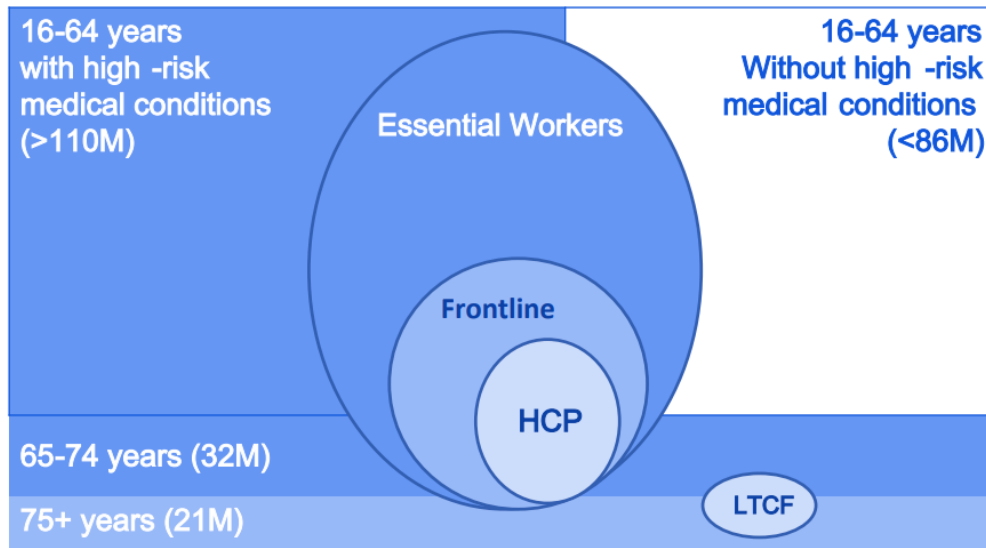 16-64 years
with high -risk
medical conditions
(>110M)
16-64 years
Without high -risk
medical conditions
(<86M)
Essential Workers
Frontline
HCP
65-74 years (32M)
LTCF
75+ years (21M)